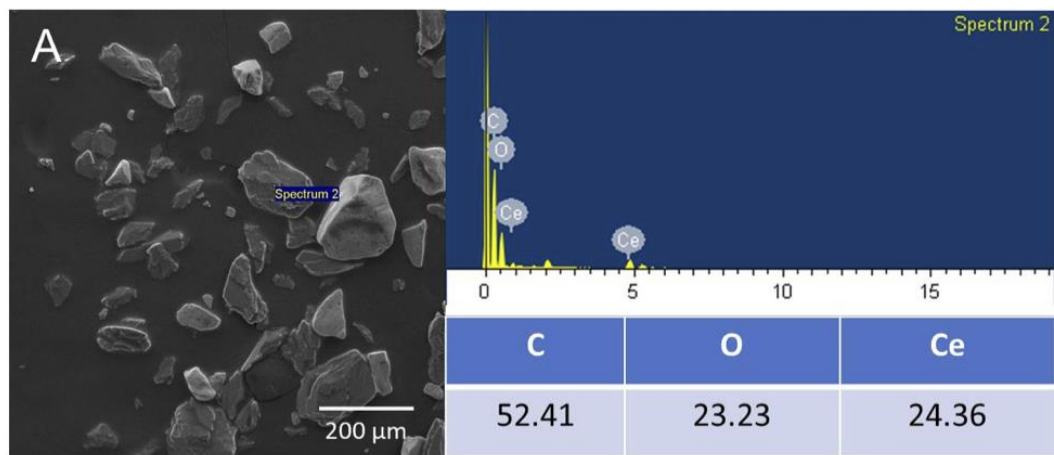 A
Spectrum 2
200 µm
Spectrum 2
C
O
Ce
Ce
0 5 10 15
C O Ce
52.41 23.23 24.36